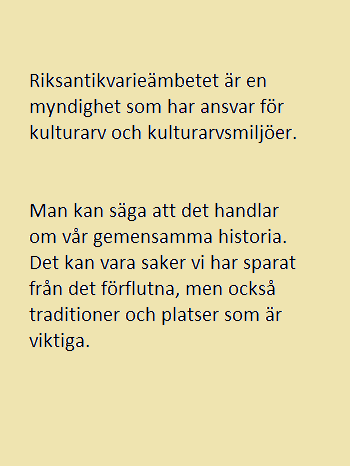 Riksantikvarieämbetet är en
myndighet som har ansvar för
kulturarv och kulturarvsmiljöer.
Man kan säga att det handlar
om vår gemensamma historia.
Det kan vara saker vi har sparat
från det förflutna, men också
traditioner och platser som är
viktiga.